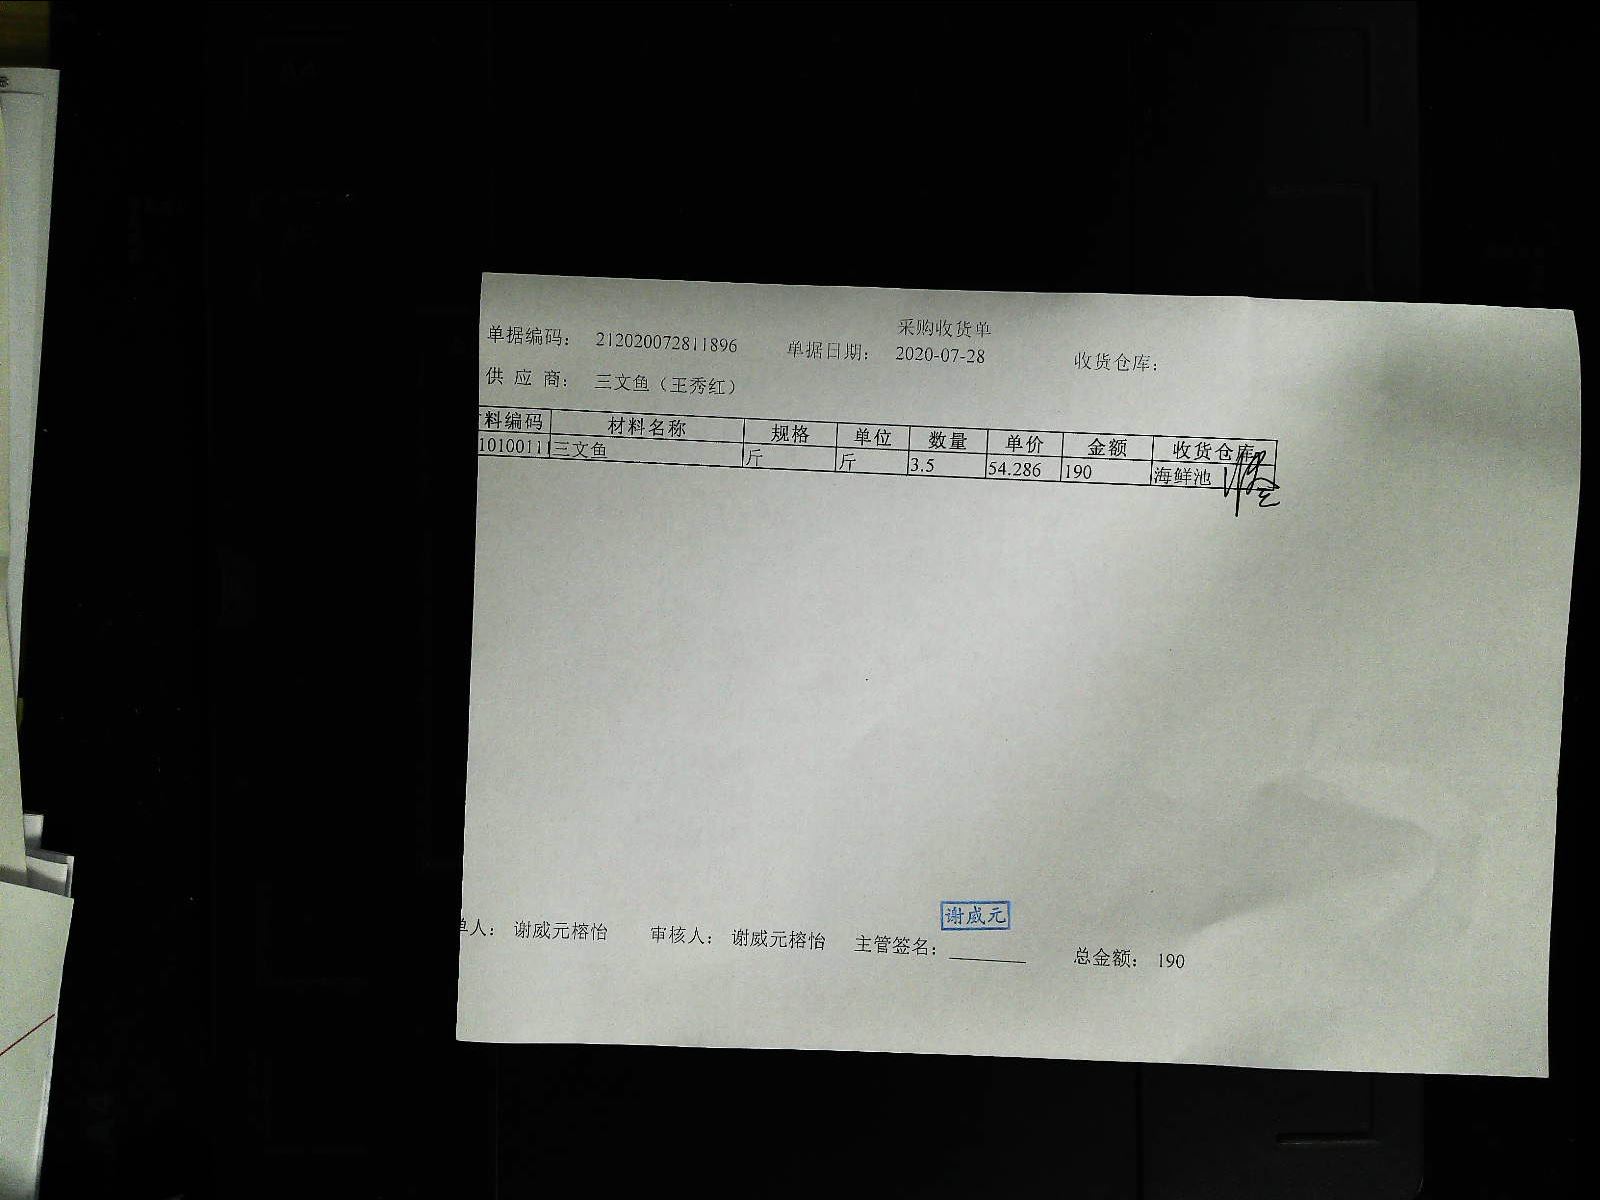 采购收货单
单据编码： 212020072811896 单据日期： 2020-07-28 收货仓库：
供 应 商： 三文鱼（王秀红）
料编码 材料名称 规格 单位 数量 单价 金额 收货仓库
10100111 三文鱼 斤 斤 3.5 54.286 190 海鲜池
谢威元
单人： 谢威元榕怡 审核人： 谢威元榕怡 主管签名： 总金额： 190